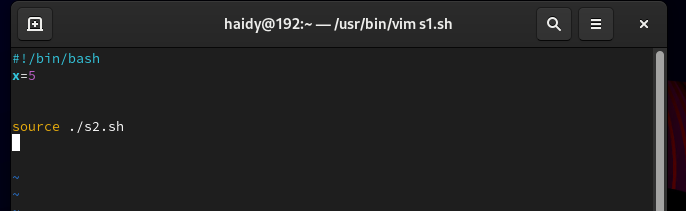 haidy@192:~ — /usr/bin/vim s1.sh
#!/bin/bash
x=5
source ./s2.sh
~
~
~